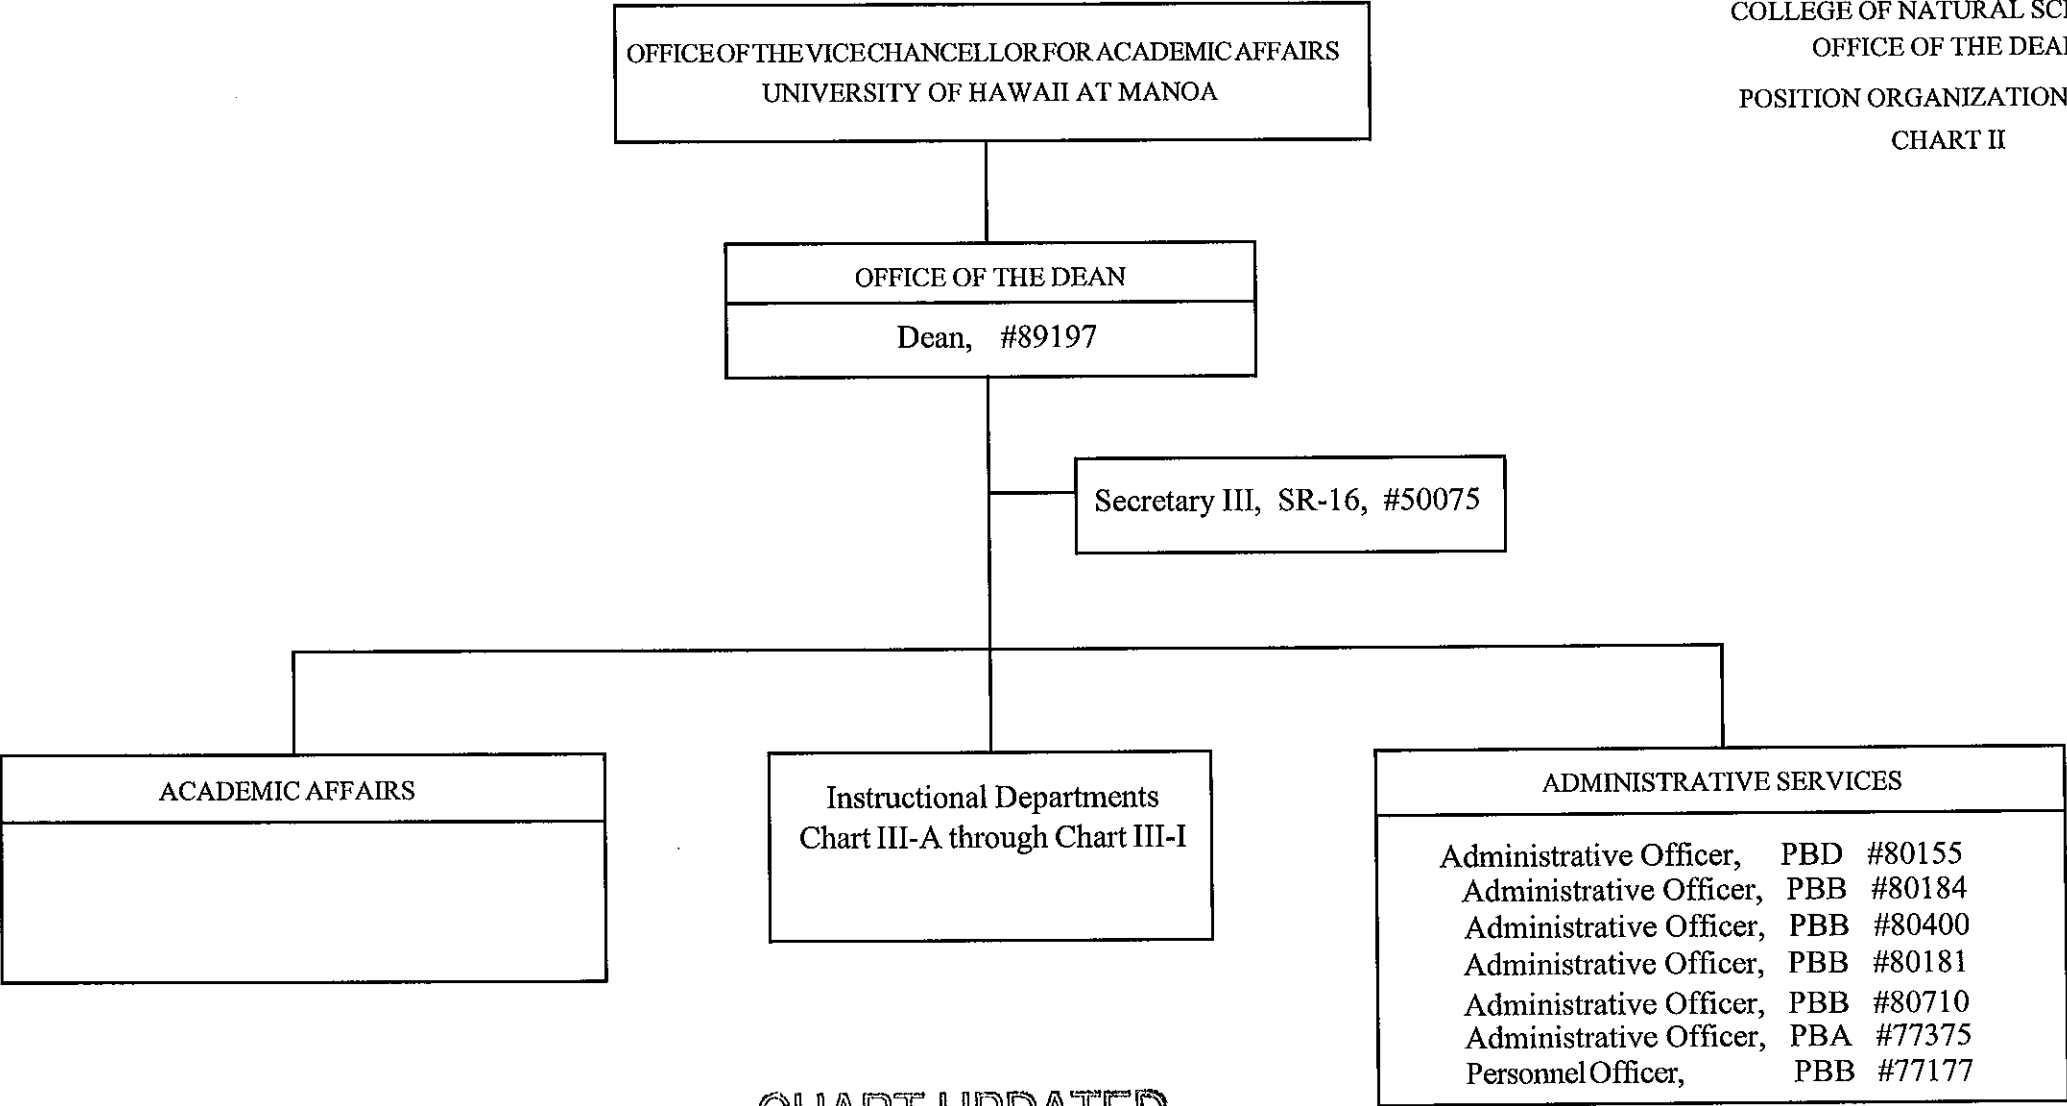 COLLEGE OF NATURAL
OFFICE OF THE
POSITION ORGANIZATION
CHART II
OFFICE OF THE VICE CHANCELLOR FOR ACADEMIC AFFAIRS
UNIVERSITY OF HAWAII AT MANOA
OFFICE OF THE DEAN
Dean, #89197
Secretary III, SR-16, #50075
ACADEMIC AFFAIRS
Instructional Departments
Chart III-A through Chart III-I
ADMINISTRATIVE SERVICES
Administrative Officer, PBD #80155
Administrative Officer, PBB #80184
Administrative Officer, PBB #80400
Administrative Officer, PBB #80181
Administrative Officer, PBB #80710
Administrative Officer, PBA #77375
Personnel Officer, PBB #77177
CHART UPDATED